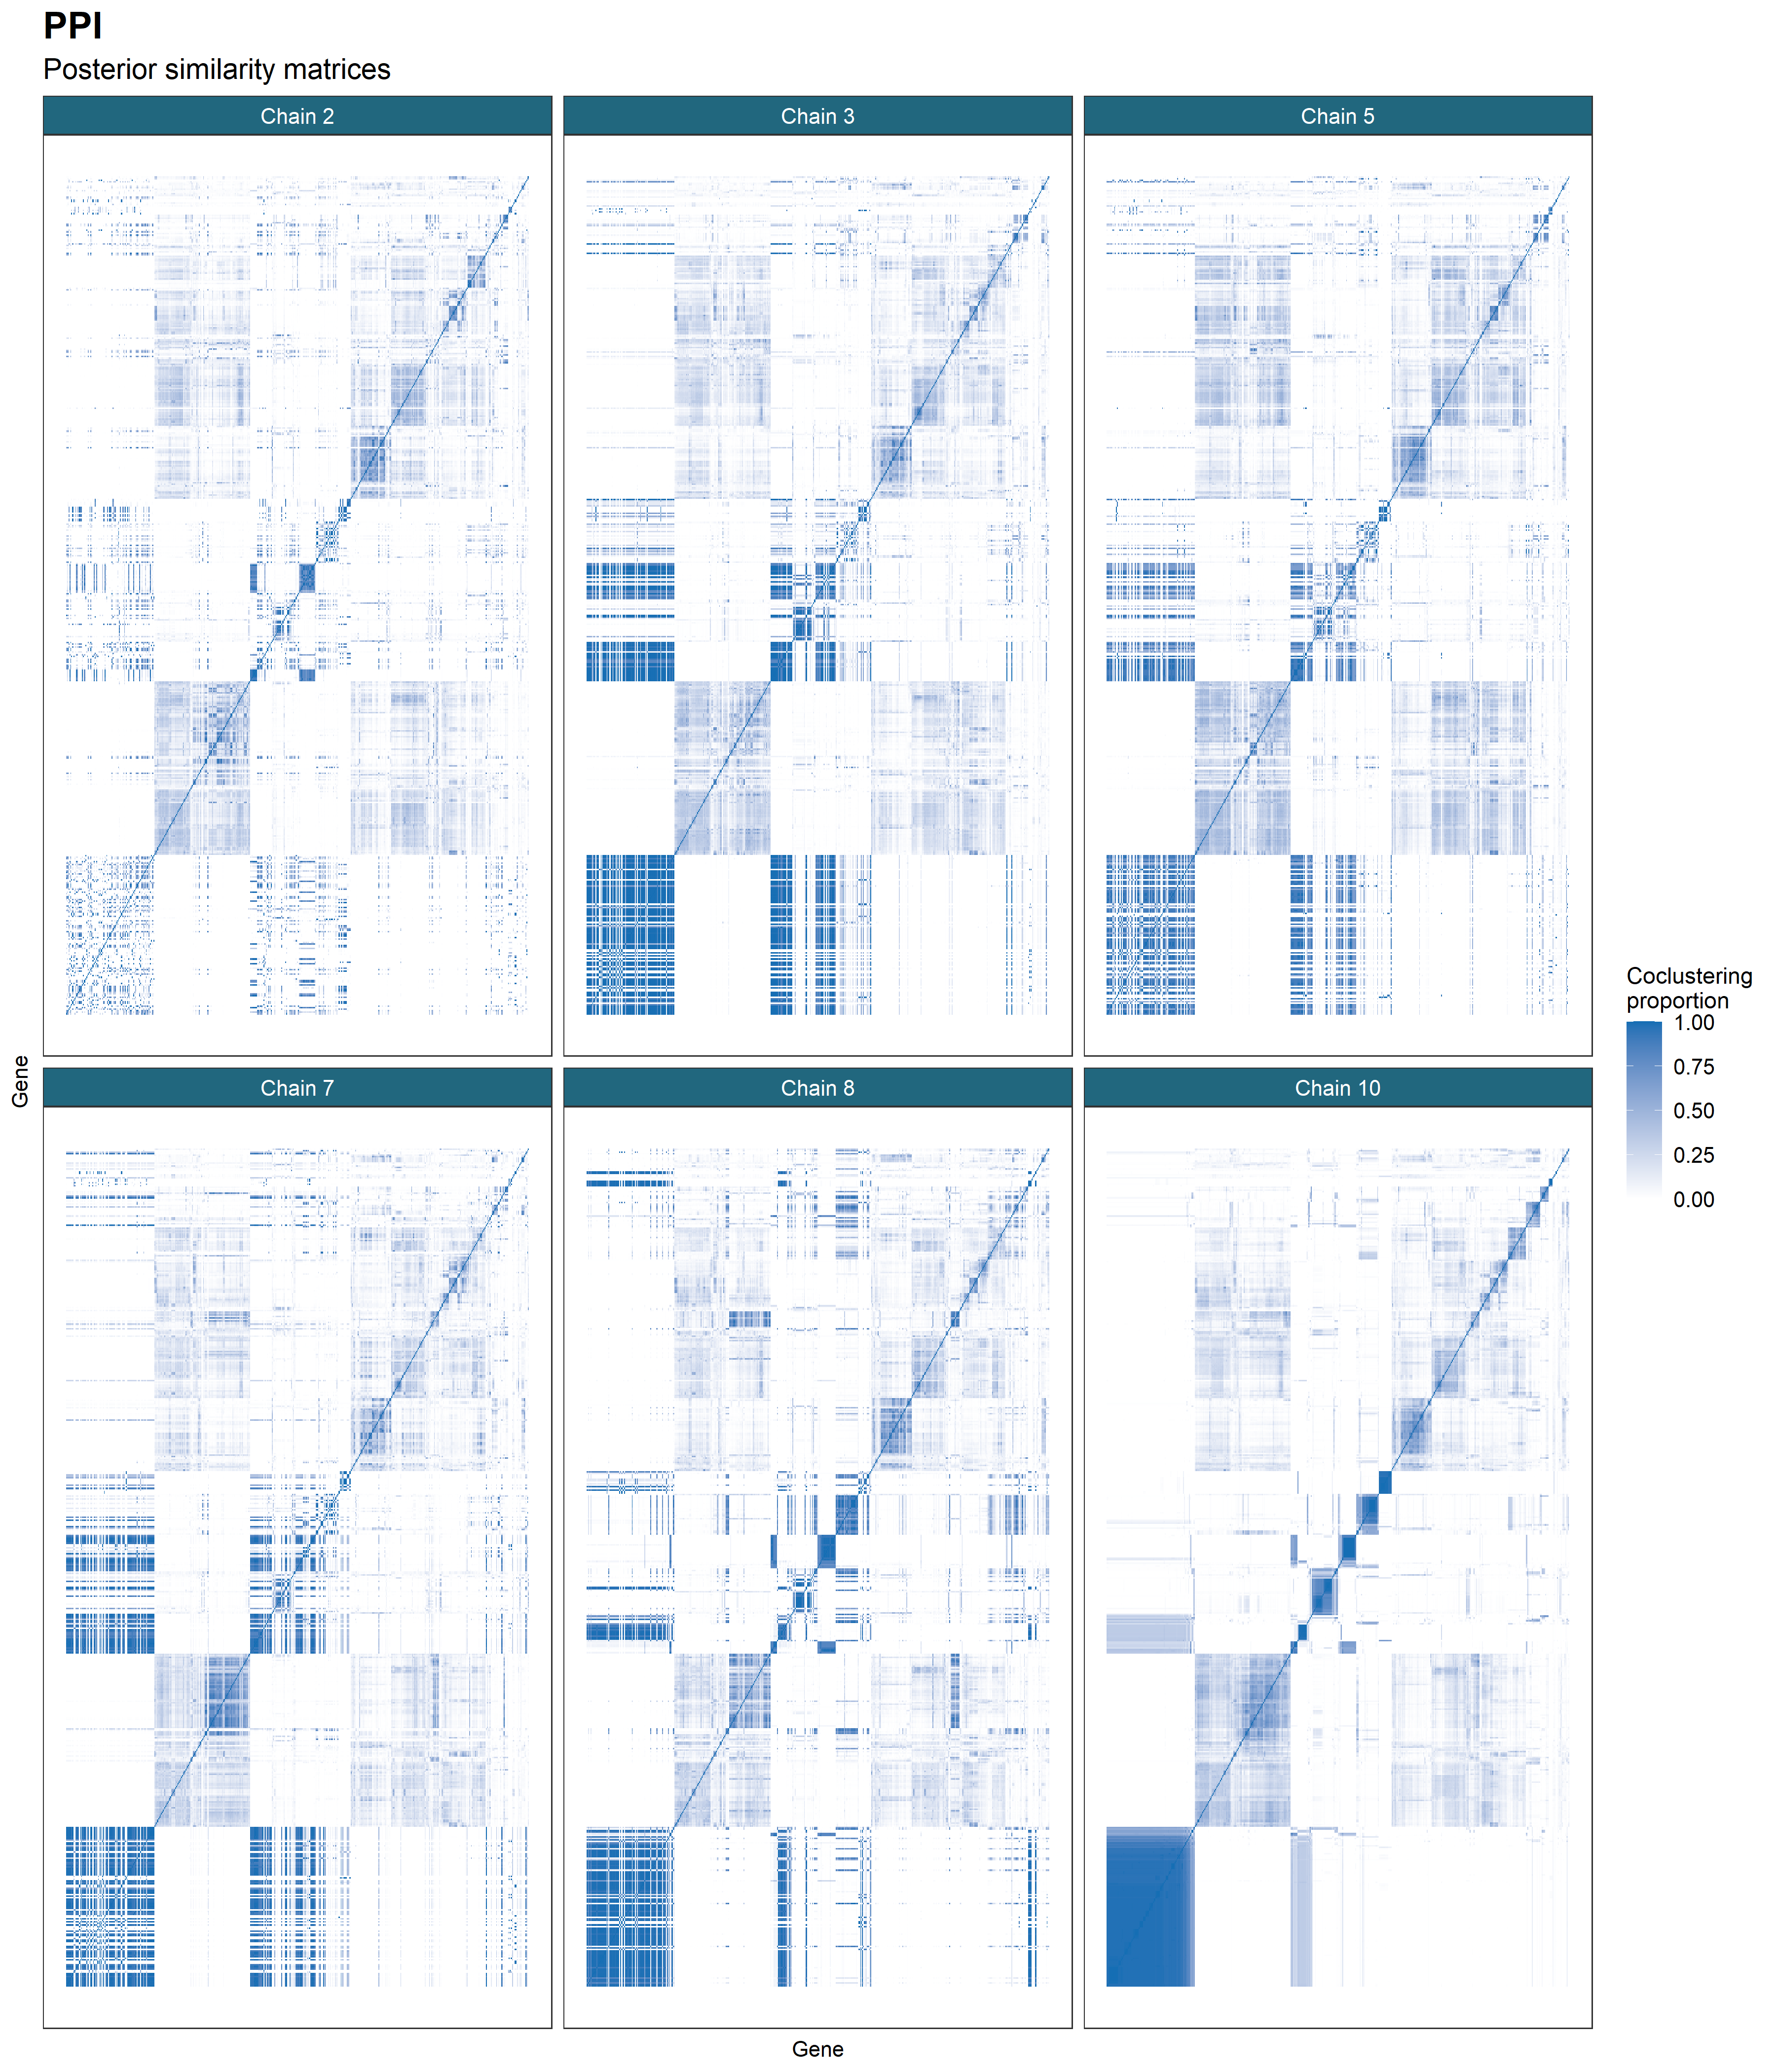 PPI
Posterior similarity matrices
Chain 2
Chain 3
Chain 5
Chain 7
Chain 8
Chain 10
Gene
Gene
Coclustering
proportion
1.00
0.75
0.50
0.25
0.00